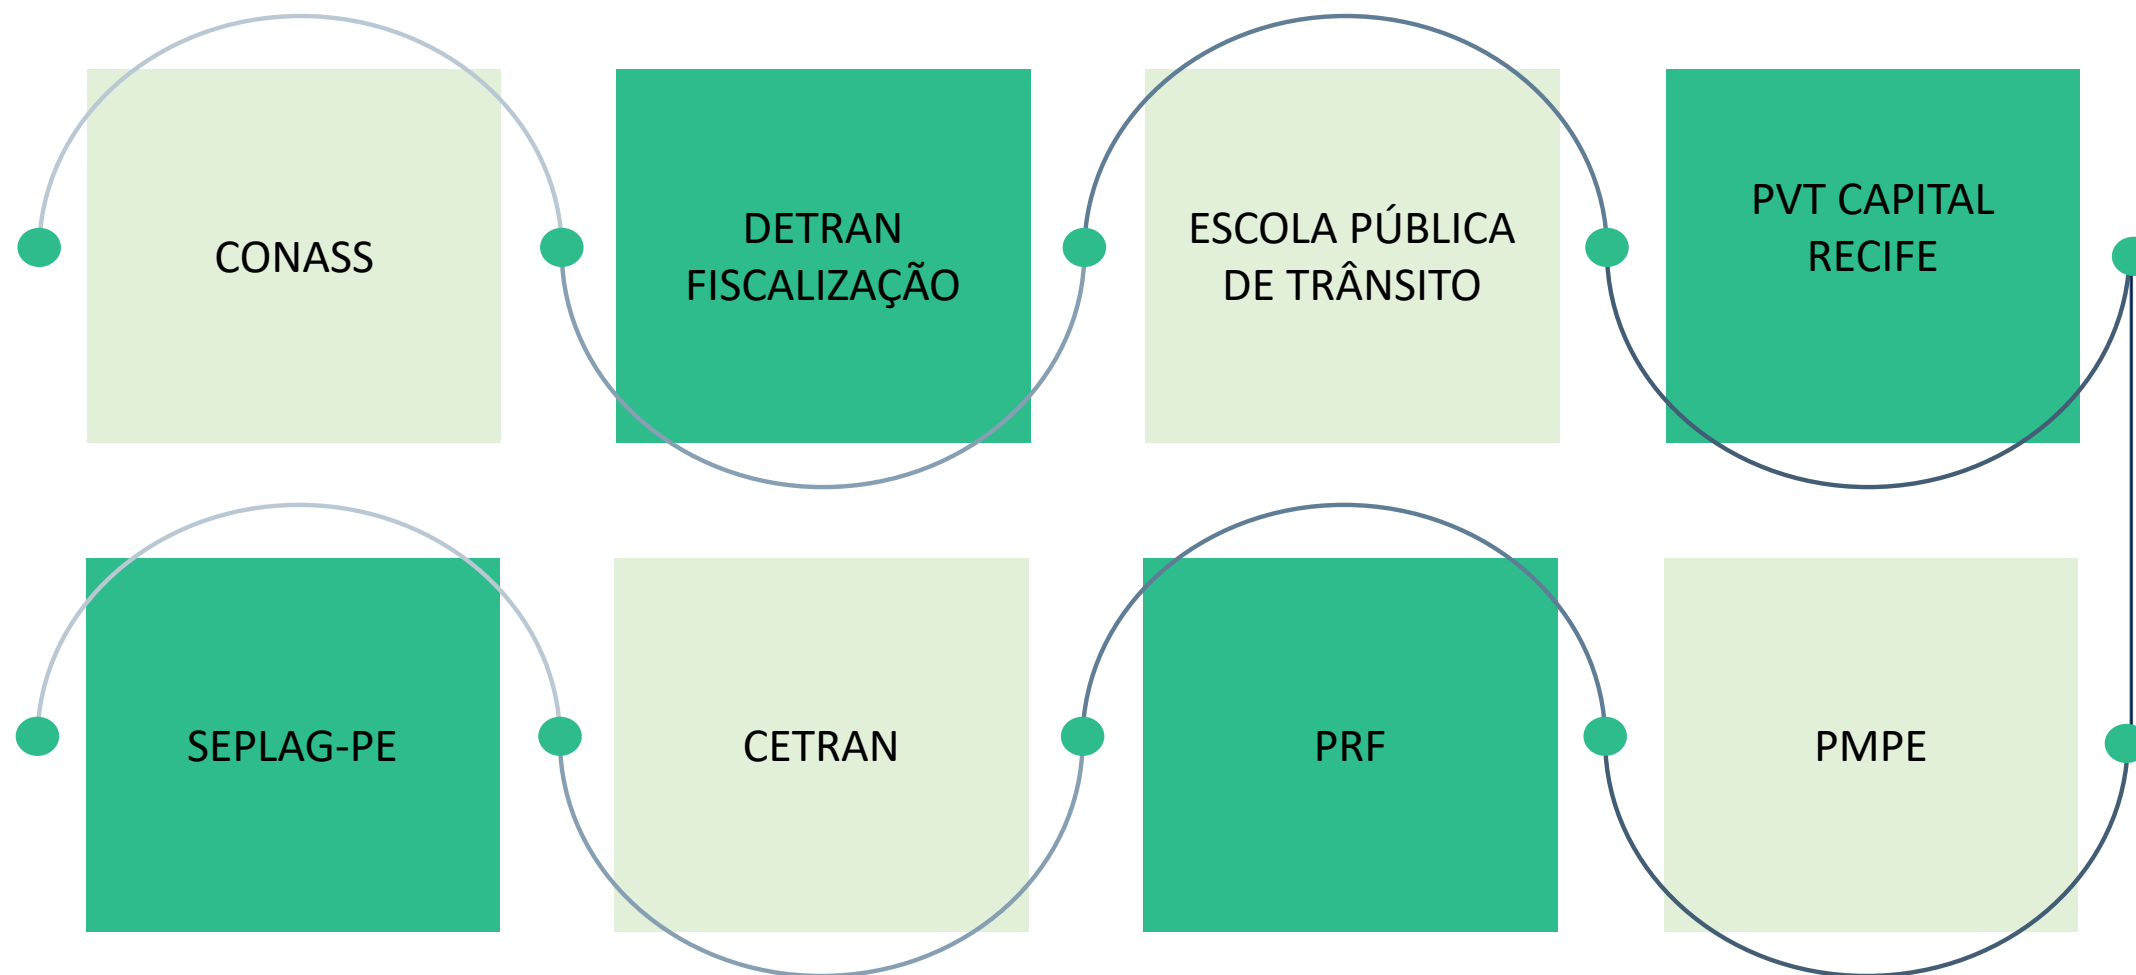 CONASS
DETRAN
FISCALIZAÇÃO
ESCOLA PÚBLICA
DE TRÂNSITO
PVT CAPITAL
RECIFE
SEPLAG-PE
CETRAN
PRF
PMPE